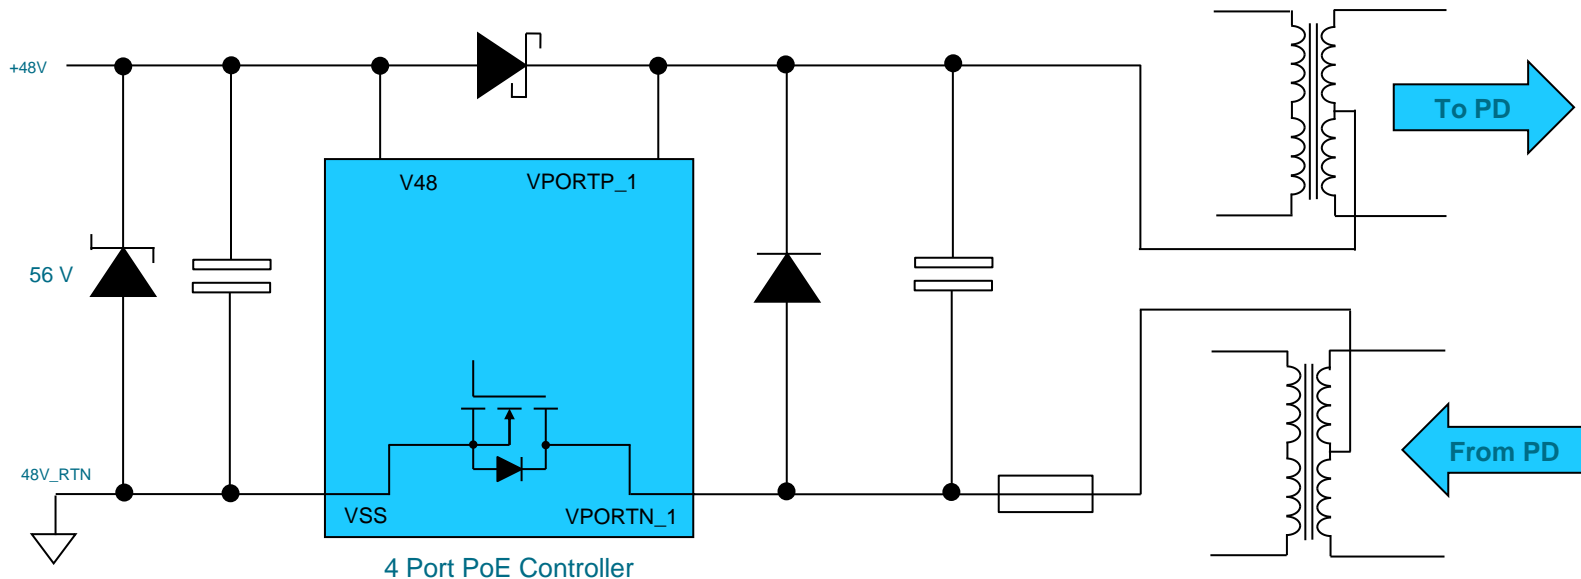 +48V
To PD
V48
VPORTP_1
56 V
From PD
48V_RTN
VSS
VPORTN_1
4 Port PoE Controller